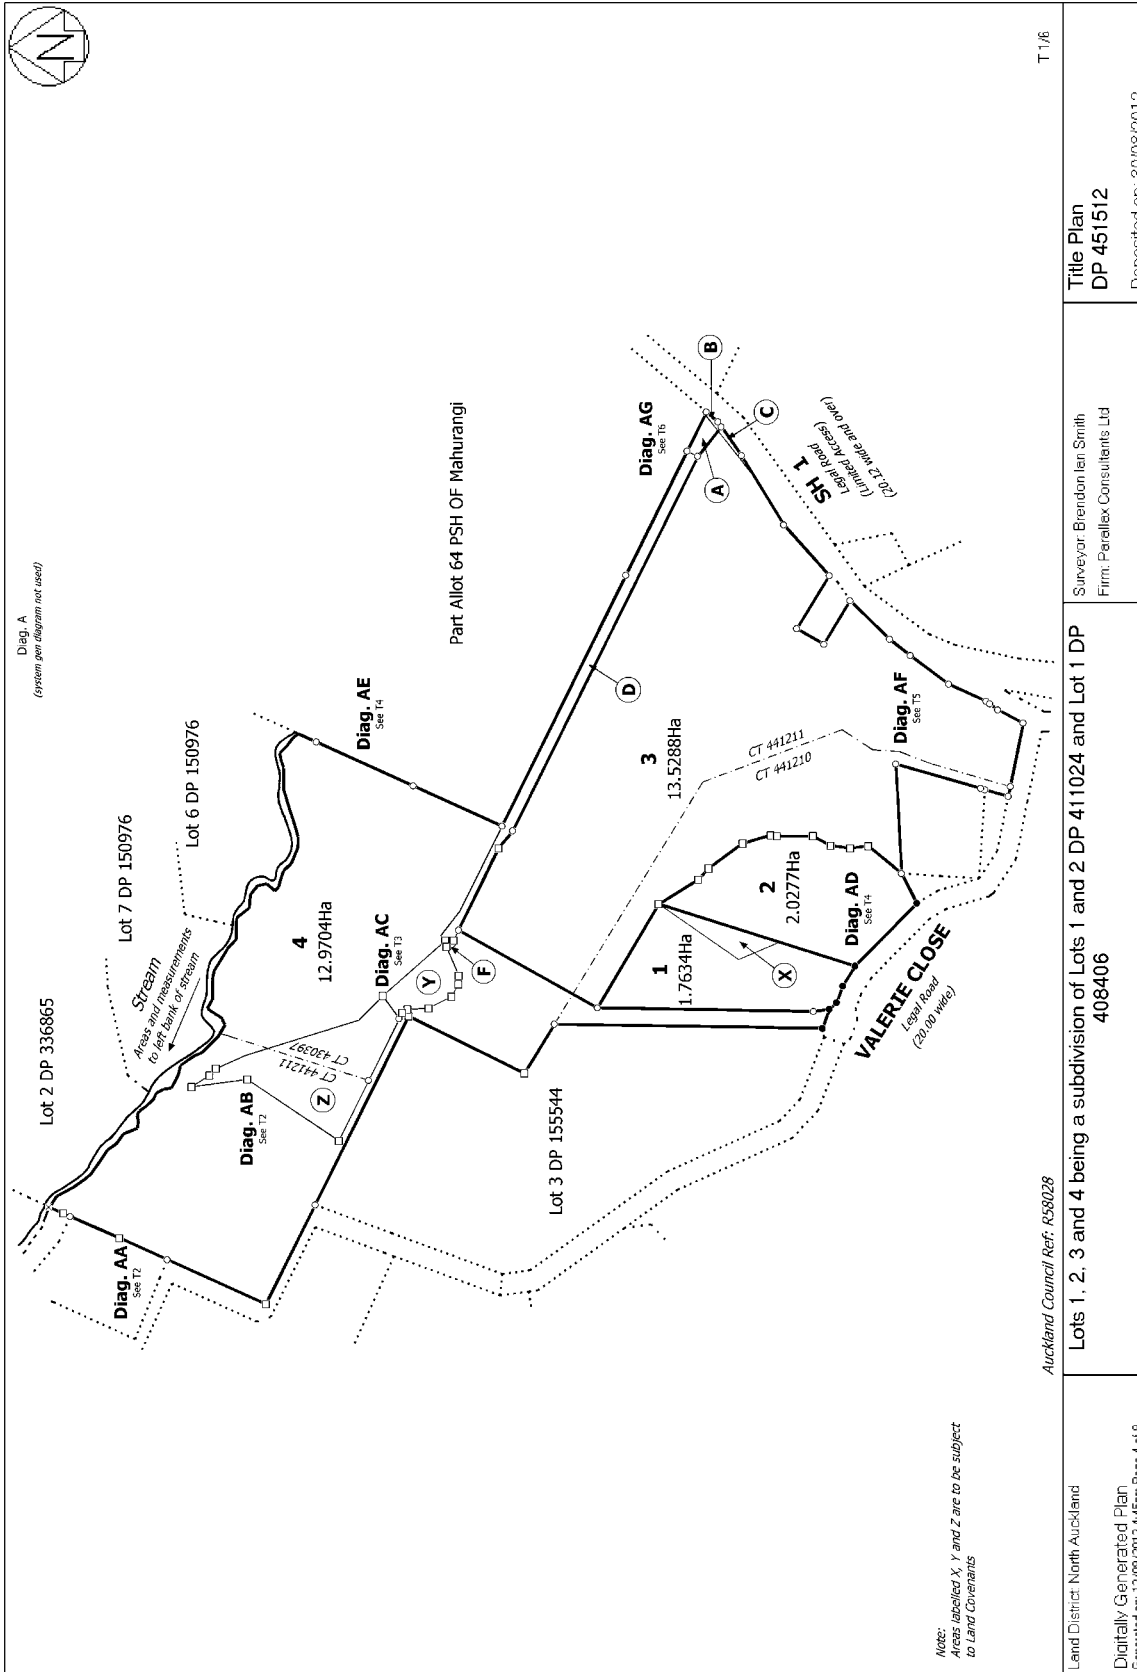 N
Diag. A
(system gen diagram not used)
Lot 2 DP 336865
Lot 7 DP 150976
Lot 6 DP 150976
Stream
Areas and measurements
to left bank of stream
Diag. AA
See T2
Diag. AB
See T2
Z
CT 441211
CT 430397
4
12.9704Ha
Diag. AC
See T3
Y
F
Diag. AE
See T4
Part Allot 64 PSH OF Mahurangi
Lot 3 DP 155544
Diag. AG
See T6
A
B
C
D
SH 1
Legal Road
(Limited Access)
(20.12 wide and over)
3
13.5288Ha
CT 441211
CT 441210
1
1.7634Ha
2
2.0277Ha
X
Diag. AD
See T4
Diag. AF
See T5
VALERIE CLOSE
Legal Road
(20.00 wide)
Note:
Areas labelled X, Y and Z are to be subject
to Land Covenants
Auckland Council Ref: R58028
T 1/6
Land District: North Auckland
Digitally Generated Plan
Lots 1, 2, 3 and 4 being a subdivision of Lots 1 and 2 DP 411024 and Lot 1 DP
408406
Surveyor: Brendon Ian Smith
Firm: Parallax Consultants Ltd
Title Plan
DP 451512